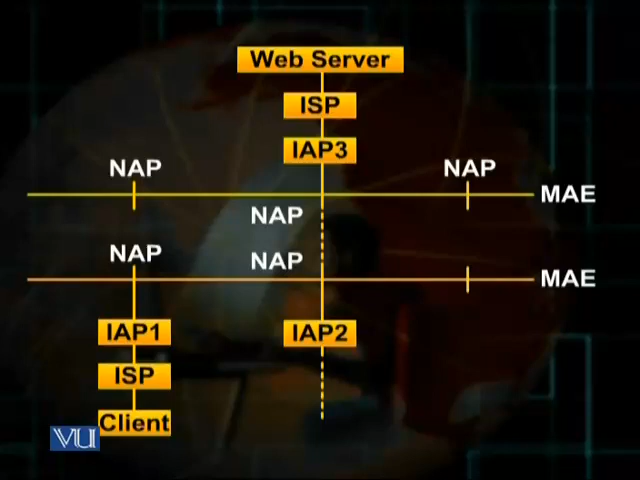 Web Server
ISP
IAP3
NAP
NAP
MAE
NAP
NAP
NAP
MAE
IAP1
IAP2
ISP
Client
VU